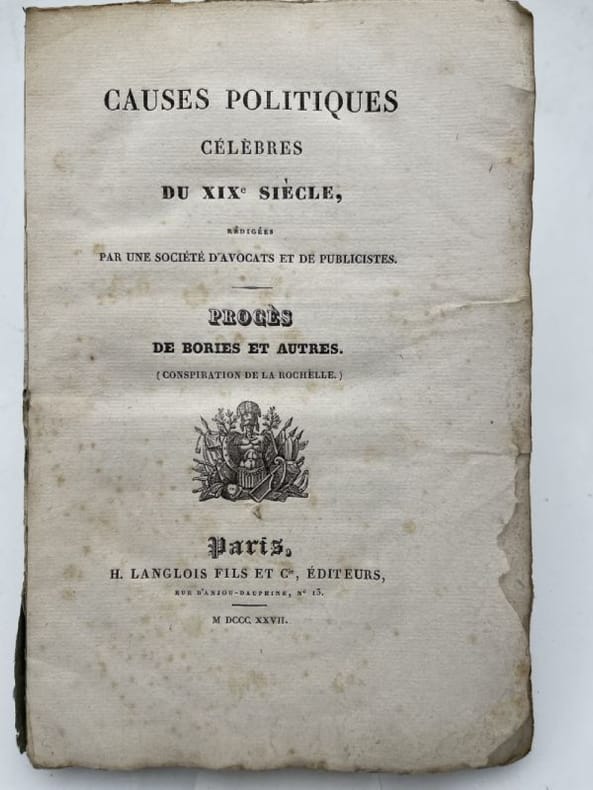 CAUSES POLITIQUES
CÉLÈBRES
DU XIXe SIÈCLE,
RÉDIGÉES
PAR UNE SOCIÉTÉ D'AVOCATS ET DE PUBLICISTES.
PROCÈS
DE BORIES ET AUTRES.
(CONSPIRATION DE LA ROCHELLE.)
Paris,
H. LANGLOIS FILS ET Cie, ÉDITEURS,
RUE D'ANJOU-DAUPHINE, No 13.
M DCCC XXVII.